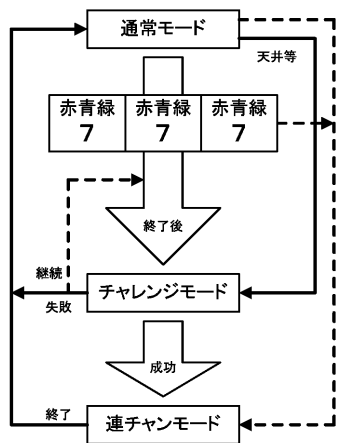 通常モード
天井等
赤青緑 赤青緑 赤青緑
7 7 7
終了後
継続
チャレンジモード
失敗
成功
終了
連チャンモード